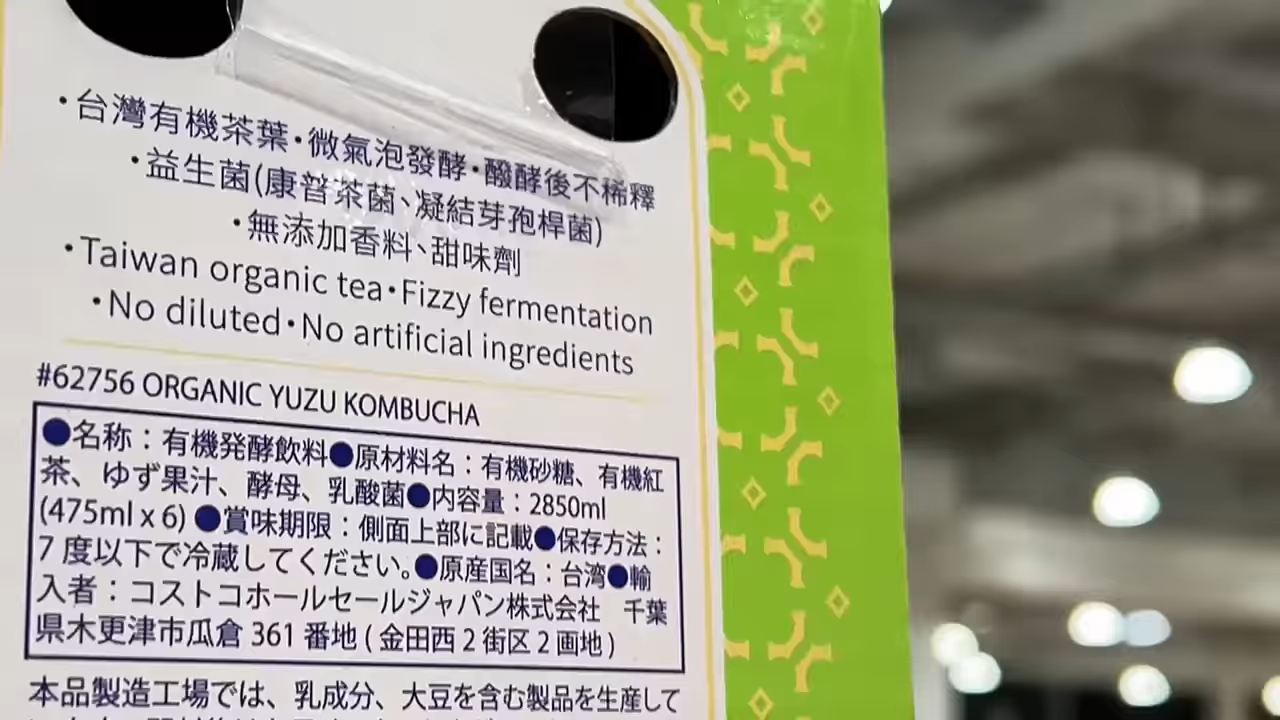 ・台灣有機茶葉・微氣泡發酵・醱酵後不稀釋
・益生菌(康普茶菌、凝結芽孢桿菌)
・無添加香料、甜味劑
・Taiwan organic tea・Fizzy fermentation
・No diluted・No artificial ingredients
#62756 ORGANIC YUZU KOMBUCHA
●名称：有機発酵飲料●原材料名：有機砂糖、有機紅
茶、ゆず果汁、酵母、乳酸菌●内容量：2850ml
(475ml x 6) ●賞味期限：側面上部に記載●保存方法：
7 度以下で冷蔵してください。●原産国名：台湾●輸
入者：コストコホールセールジャパン株式会社　千葉
県木更津市瓜倉 361 番地 ( 金田西 2 街区 2 画地 )
本品製造工場では、乳成分、大豆を含む製品を生産して